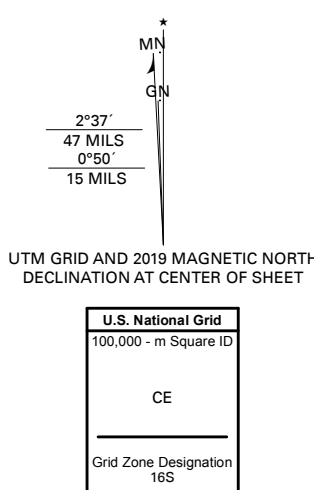 ★
MN
GN
2°37´
47 MILS
0°50´
15 MILS
UTM GRID AND 2019 MAGNETIC NORTH
DECLINATION AT CENTER OF SHEET
U.S. National Grid
100,000 - m Square ID
CE
Grid Zone Designation
16S